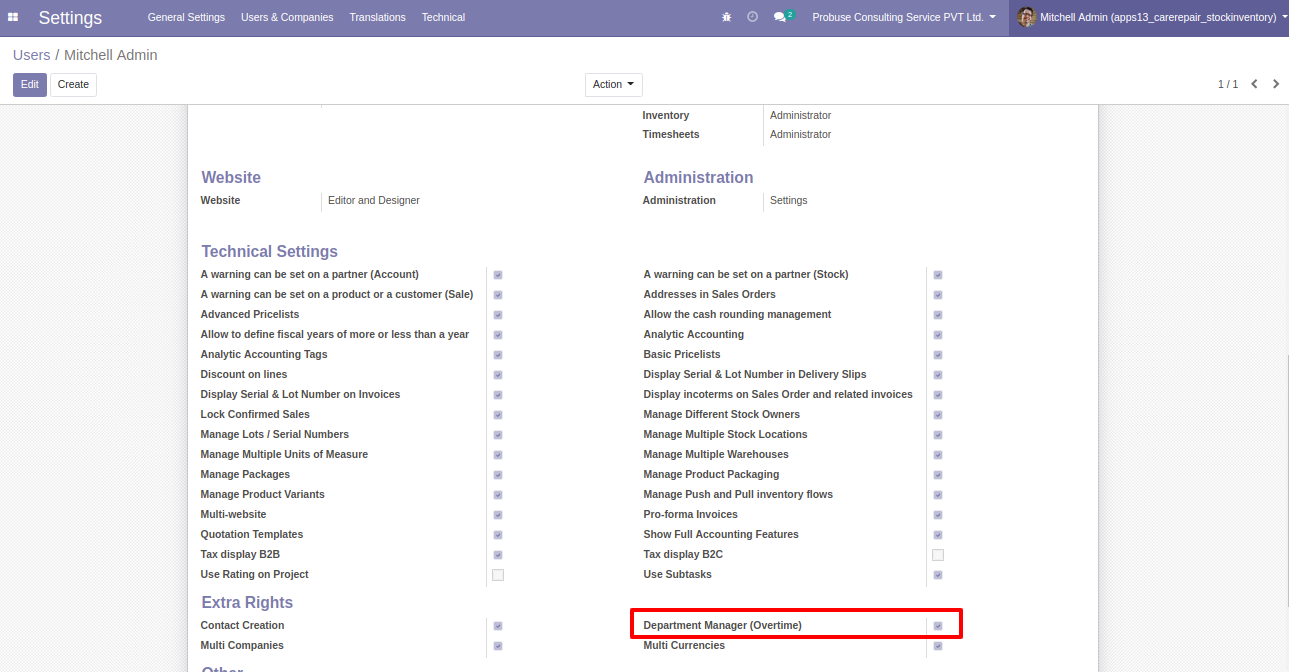 Settings General Settings Users & Companies Translations Technical 2 Probuse Consulting Service PVT Ltd. Mitchell Admin (apps13_carerepair_stockinventory)
Users / Mitchell Admin
Edit Create Action 1 / 1
Inventory Administrator
Timesheets Administrator
Website Administration
Website Editor and Designer Administration Settings
Technical Settings
A warning can be set on a partner (Account) A warning can be set on a partner (Stock)
A warning can be set on a product or a customer (Sale) Addresses in Sales Orders
Advanced Pricelists Allow the cash rounding management
Allow to define fiscal years of more or less than a year Analytic Accounting
Analytic Accounting Tags Basic Pricelists
Discount on lines Display Serial & Lot Number in Delivery Slips
Display Serial & Lot Number on Invoices Display incoterms on Sales Order and related invoices
Lock Confirmed Sales Manage Different Stock Owners
Manage Lots / Serial Numbers Manage Multiple Stock Locations
Manage Multiple Units of Measure Manage Multiple Warehouses
Manage Packages Manage Product Packaging
Manage Product Variants Manage Push and Pull inventory flows
Multi-website Pro-forma Invoices
Quotation Templates Show Full Accounting Features
Tax display B2B Tax display B2C
Use Rating on Project Use Subtasks
Extra Rights
Contact Creation Department Manager (Overtime)
Multi Companies Multi Currencies
Other